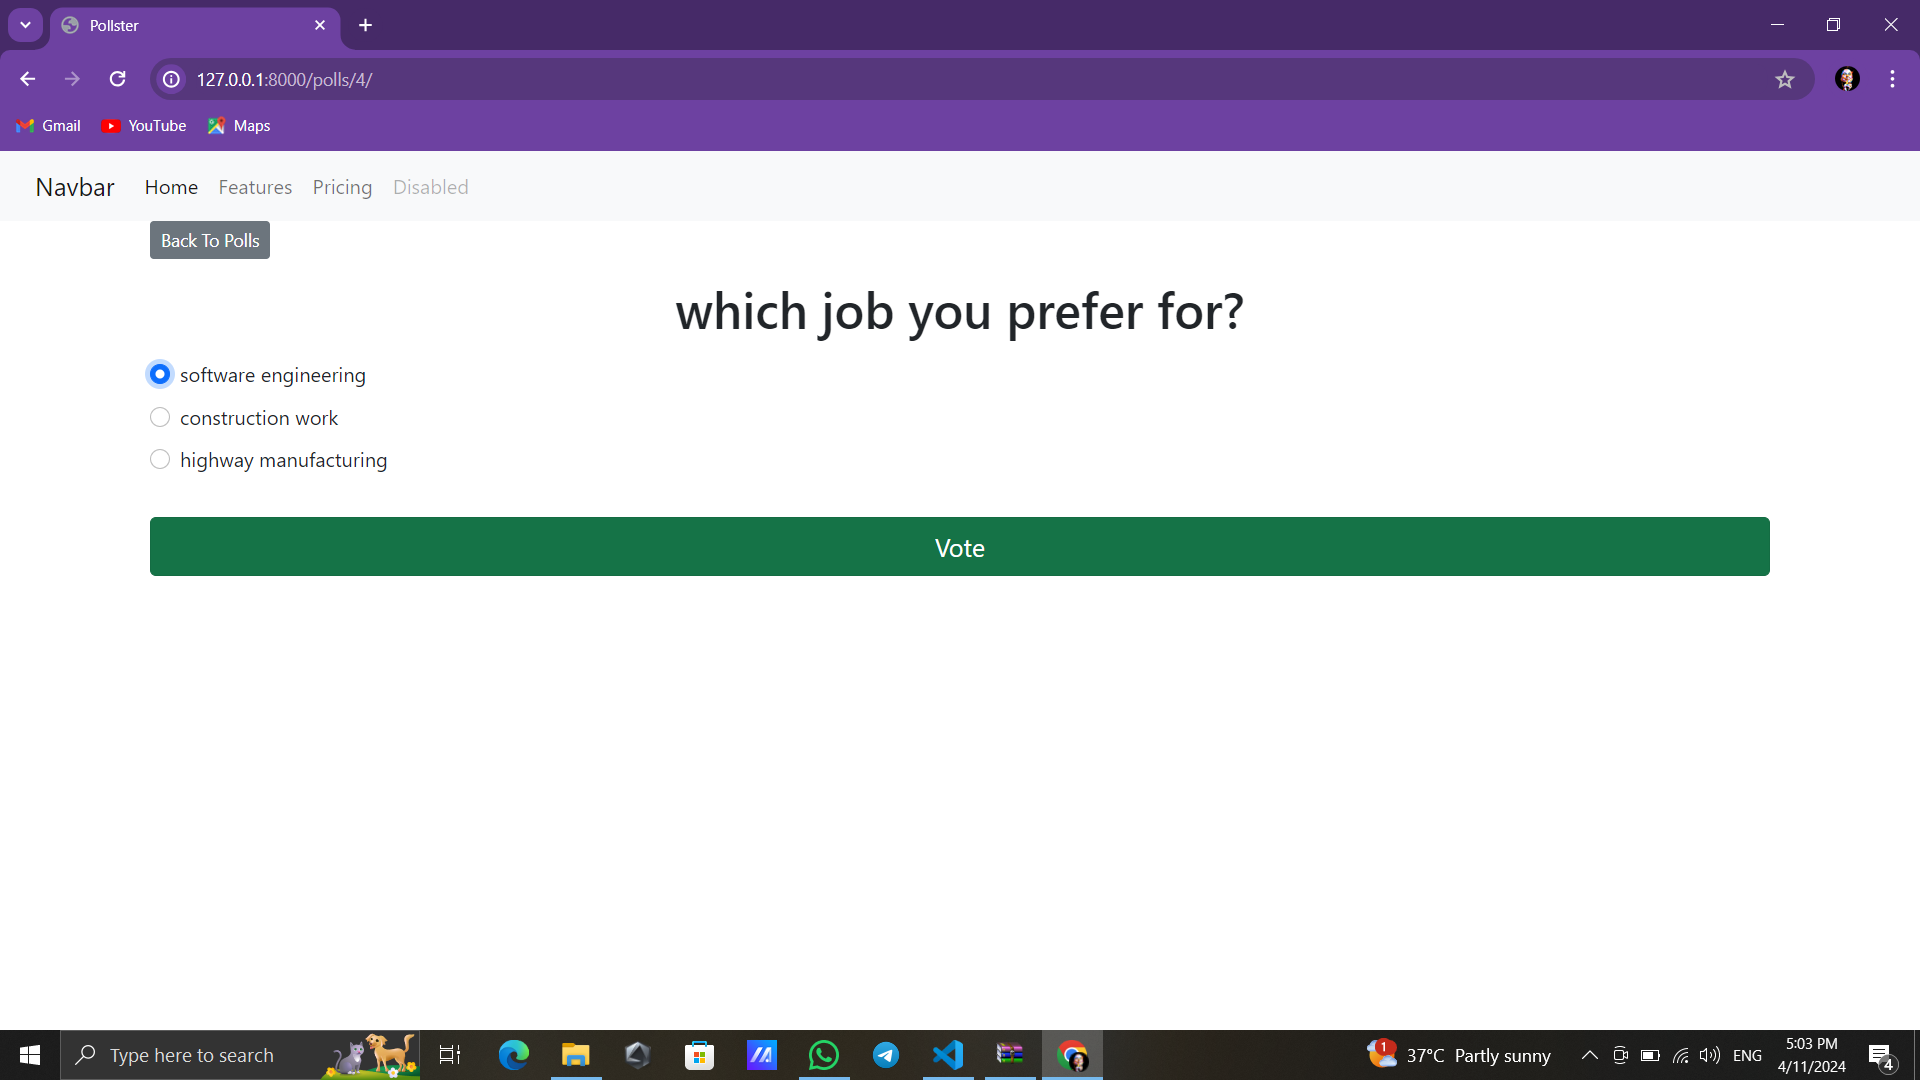 Pollster
127.0.0.1:8000/polls/4/
Gmail YouTube Maps
Navbar Home Features Pricing Disabled
Back To Polls
which job you prefer for?
software engineering
construction work
highway manufacturing
Vote
Type here to search
1
37°C Partly sunny
ENG
5:03 PM
4/11/2024
4